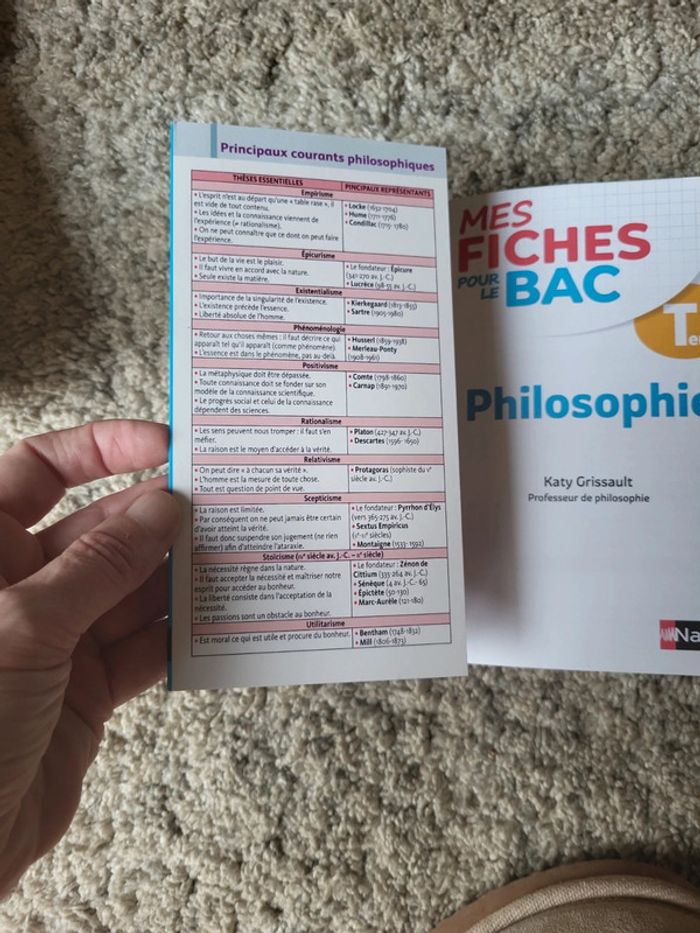 Principaux courants philosophiques
THÈSES ESSENTIELLES
PINCIPAUX REPRÉSENTANTS
Empirisme
• L'esprit n'est au départ qu'une « table rase », il
est vide de tout contenu.
• Les idées et la connaissance viennent de
l'expérience (≠ rationalisme).
• On ne peut connaître que ce dont on peut faire
l'expérience.
• Locke (1632-1704)
• Hume (1711-1776)
• Condillac (1715- 1780)
Épicurisme
• Le but de la vie est le plaisir.
• Il faut vivre en accord avec la nature.
• Seule existe la matière.
• Le fondateur : Épicure
(341-270 av. J.-C.)
• Lucrèce (98-55 av. J.-C.)
Existentialisme
• Importance de la singularité de l'existence.
• L'existence précède l'essence.
• Liberté absolue de l'homme.
• Kierkegaard (1813-1855)
• Sartre (1905-1980)
Phénoménologie
• Retour aux choses mêmes : il faut décrire ce qui
apparaît tel qu'il apparaît (comme phénomène).
• L'essence est dans le phénomène, pas au-delà.
• Husserl (1859-1938)
• Merleau-Ponty
(1908-1961)
Positivisme
• La métaphysique doit être dépassée.
• Toute connaissance doit se fonder sur son
modèle de la connaissance scientifique.
• Le progrès social et celui de la connaissance
dépendent des sciences.
• Comte (1798-1860)
• Carnap (1891-1970)
Rationalisme
• Les sens peuvent nous tromper : il faut s'en
méfier.
• La raison est le moyen d'accéder à la vérité.
• Platon (427-347 av. J.-C.)
• Descartes (1596- 1650)
Relativisme
• On peut dire « à chacun sa vérité ».
• L'homme est la mesure de toute chose.
• Tout est question de point de vue.
• Protagoras (sophiste du Vᵉ
siècle av. J.-C.)
Scepticisme
• La raison est limitée.
• Par conséquent on ne peut jamais être certain
d'avoir atteint la vérité.
• Il faut donc suspendre son jugement (ne rien
affirmer) afin d'atteindre l'ataraxie.
• Le fondateur : Pyrrhon d'Élys
(vers 365-275 av. J.-C.)
• Sextus Empiricus
(IIᵉ-IIIᵉ siècles)
• Montaigne (1533- 1592)
Stoïcisme (IVᵉ siècle av. J.-C. – IIᵉ siècle)
• La nécessité règne dans la nature.
• Il faut accepter la nécessité et maîtriser notre
esprit pour accéder au bonheur.
• La liberté consiste dans l'acceptation de la
nécessité.
• Les passions sont un obstacle au bonheur.
• Le fondateur : Zénon de
Cittium (333-264 av. J.-C.)
• Sénèque (4 av. J.-C.- 65)
• Épictète (50-130)
• Marc-Aurèle (121-180)
Utilitarisme
• Est moral ce qui est utile et procure du bonheur.
• Bentham (1748-1832)
• Mill (1806-1873)
MES
FICHES
POUR LE BAC
Te
Philosophie
Katy Grissault
Professeur de philosophie
Na